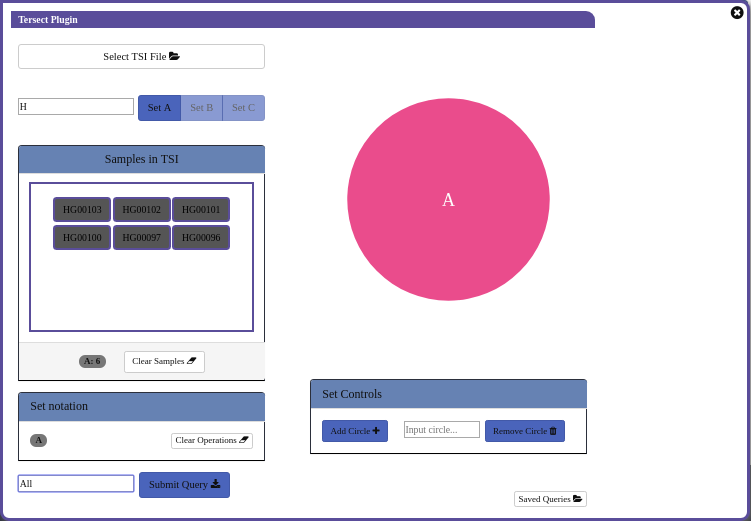 Tersect Plugin
Select TSI File
H
Set A Set B Set C
Samples in TSI
HG00103 HG00102 HG00101
HG00100 HG00097 HG00096
A: 6 Clear Samples
Set notation
A Clear Operations
All Submit Query
A
Set Controls
Add Circle Input circle... Remove Circle
Saved Queries